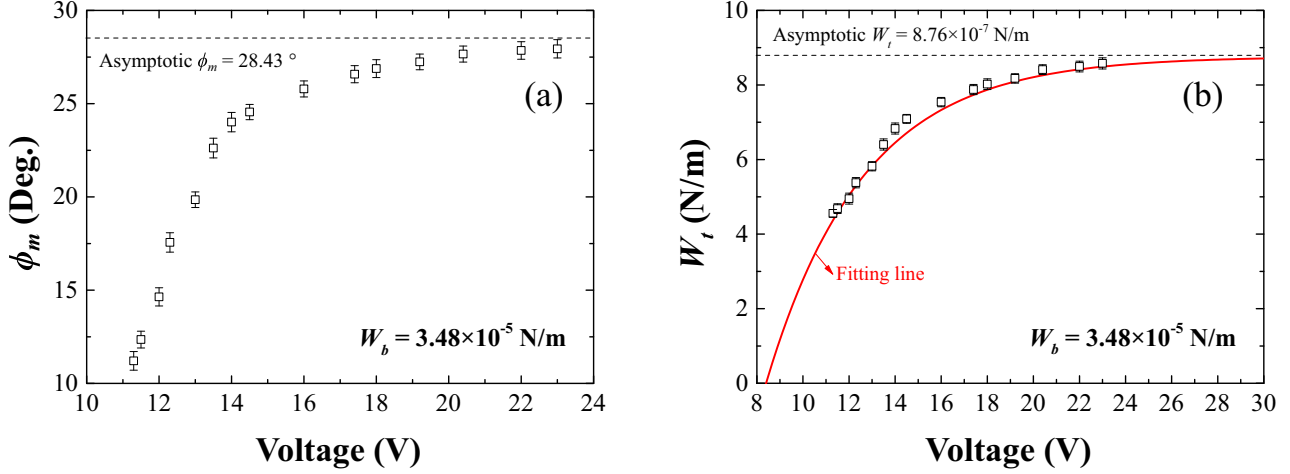 30
25
20
15
10
ϕm (Deg.)
Asymptotic ϕm = 28.43 °
(a)
Wb = 3.48×10-5 N/m
10 12 14 16 18 20 22 24
Voltage (V)
10
8
6
4
2
0
Wt (N/m)
Asymptotic Wt = 8.76×10-7 N/m
(b)
Fitting line
Wb = 3.48×10-5 N/m
8 10 12 14 16 18 20 22 24 26 28 30
Voltage (V)